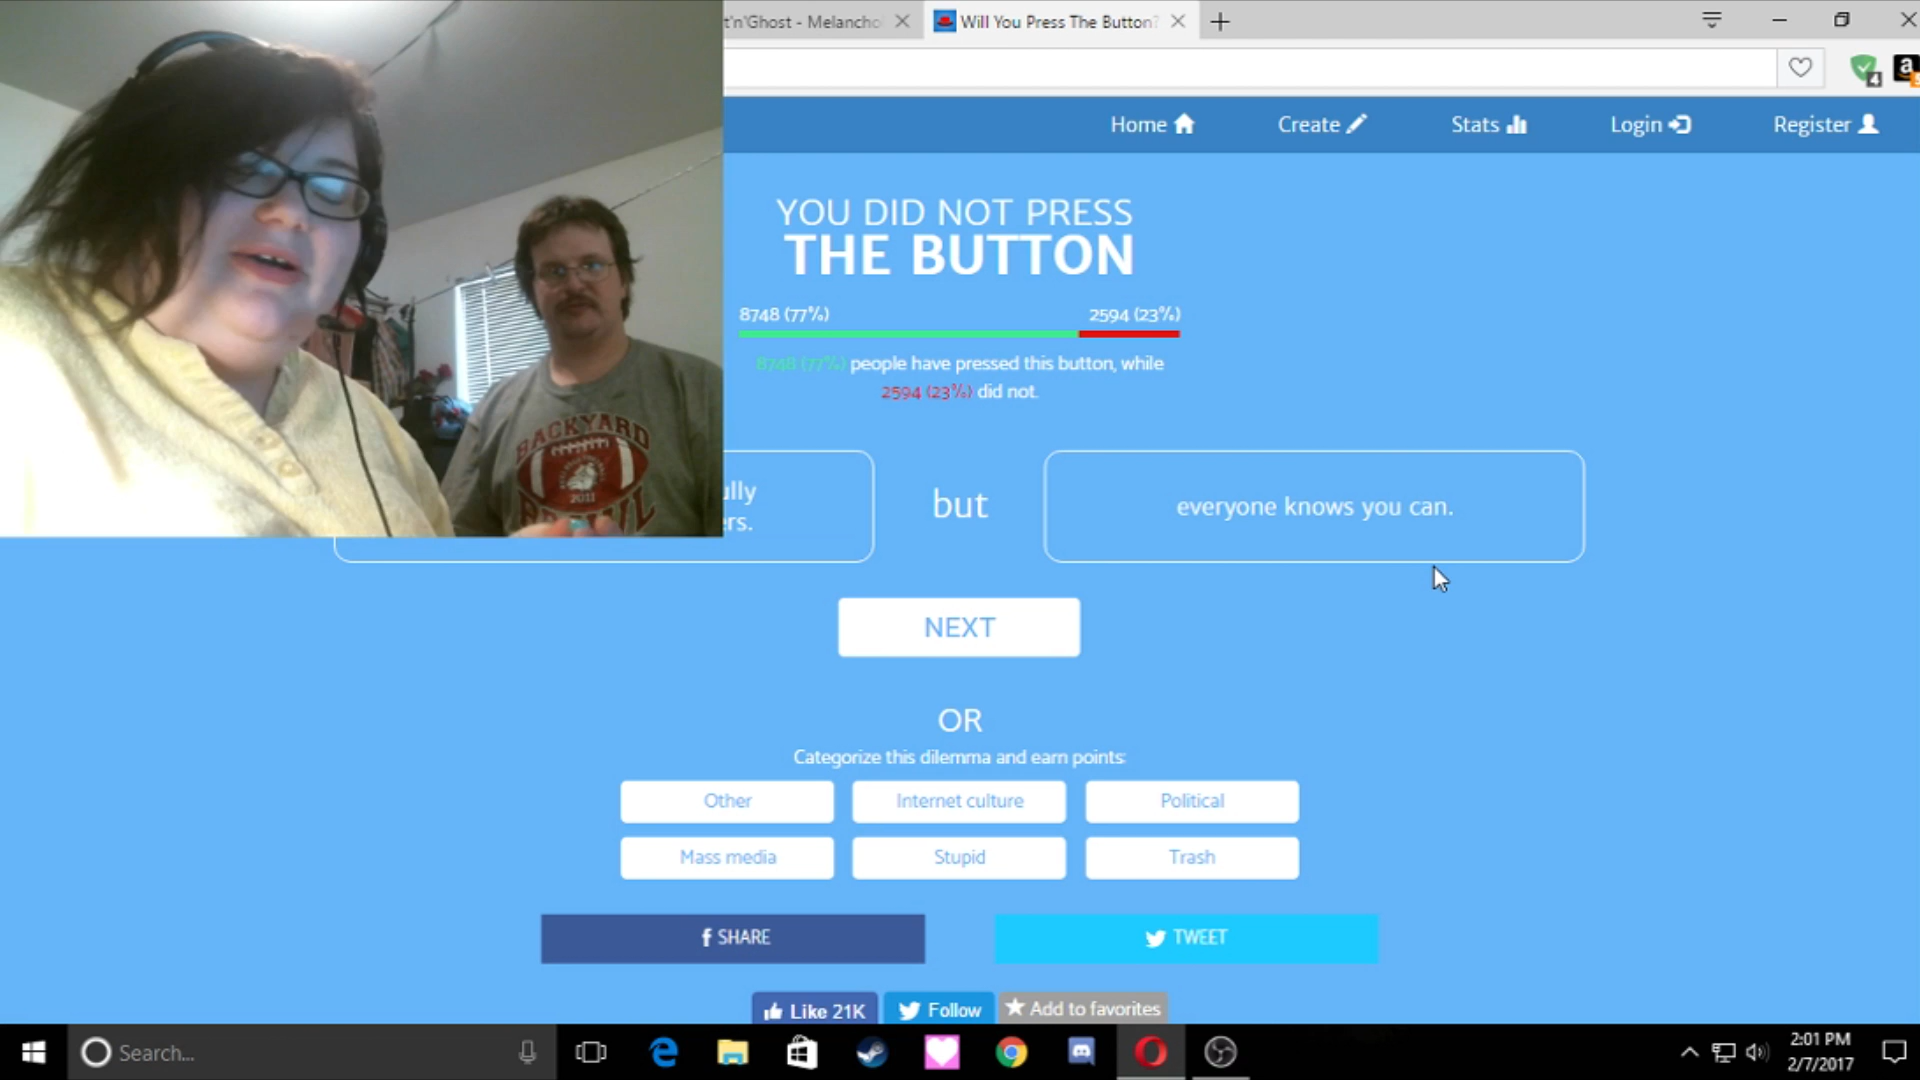 t'n'Ghost - Melancho
Will You Press The Button?
4
a
Home
Create
Stats
Login
Register
YOU DID NOT PRESS
THE BUTTON
8748 (77%)
2594 (23%)
8748 (77%) people have pressed this button, while
2594 (23%) did not.
BACKYARD
2011
BRAWL
lly
ers.
but
everyone knows you can.
NEXT
OR
Categorize this dilemma and earn points:
Other
Internet culture
Political
Mass media
Stupid
Trash
f SHARE
TWEET
Like 21K
Follow
Add to favorites
Search...
2:01 PM
2/7/2017